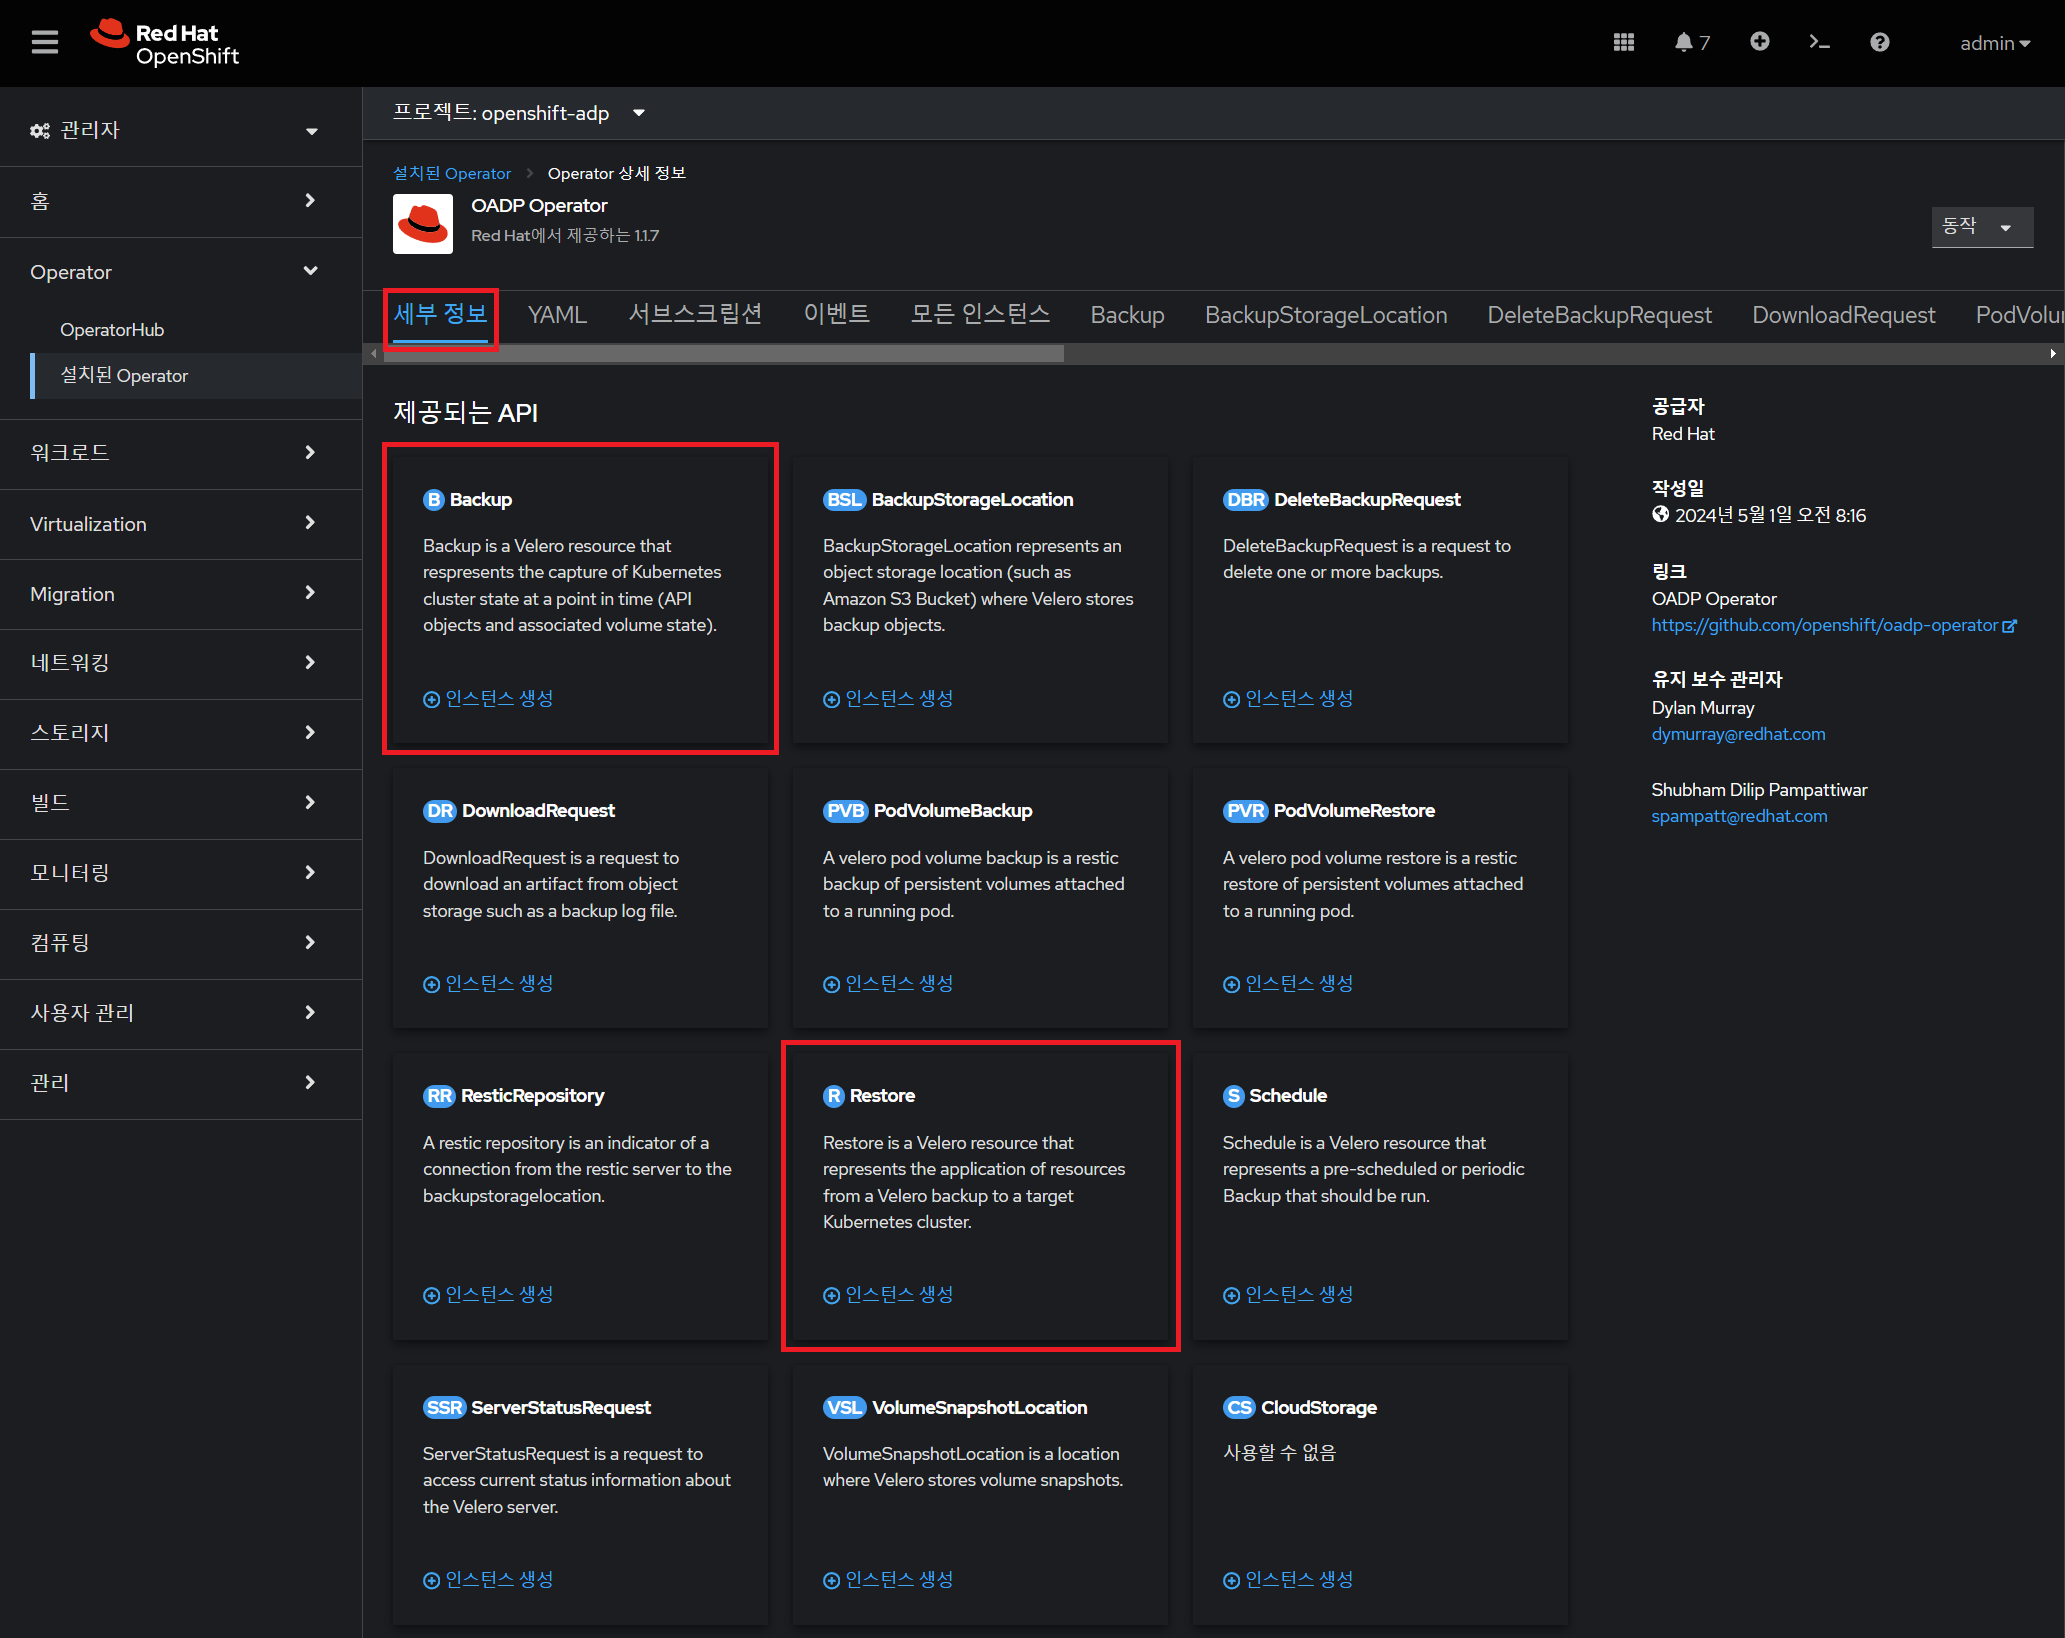 Red Hat
OpenShift
7
admin
관리자
홈
Operator
OperatorHub
설치된 Operator
워크로드
Virtualization
Migration
네트워킹
스토리지
빌드
모니터링
컴퓨팅
사용자 관리
관리
프로젝트: openshift-adp
설치된 Operator
Operator 상세 정보
OADP Operator
Red Hat에서 제공하는 1.1.7
동작
세부 정보
YAML
서브스크립션
이벤트
모든 인스턴스
Backup
BackupStorageLocation
DeleteBackupRequest
DownloadRequest
PodVolu
제공되는 API
B Backup
Backup is a Velero resource that
respresents the capture of Kubernetes
cluster state at a point in time (API
objects and associated volume state).
인스턴스 생성
BSL BackupStorageLocation
BackupStorageLocation represents an
object storage location (such as
Amazon S3 Bucket) where Velero stores
backup objects.
인스턴스 생성
DBR DeleteBackupRequest
DeleteBackupRequest is a request to
delete one or more backups.
인스턴스 생성
DR DownloadRequest
DownloadRequest is a request to
download an artifact from object
storage such as a backup log file.
인스턴스 생성
PVB PodVolumeBackup
A velero pod volume backup is a restic
backup of persistent volumes attached
to a running pod.
인스턴스 생성
PVR PodVolumeRestore
A velero pod volume restore is a restic
restore of persistent volumes attached
to a running pod.
인스턴스 생성
RR ResticRepository
A restic repository is an indicator of a
connection from the restic server to the
backupstoragelocation.
인스턴스 생성
R Restore
Restore is a Velero resource that
represents the application of resources
from a Velero backup to a target
Kubernetes cluster.
인스턴스 생성
S Schedule
Schedule is a Velero resource that
represents a pre-scheduled or periodic
Backup that should be run.
인스턴스 생성
SSR ServerStatusRequest
ServerStatusRequest is a request to
access current status information about
the Velero server.
인스턴스 생성
VSL VolumeSnapshotLocation
VolumeSnapshotLocation is a location
where Velero stores volume snapshots.
인스턴스 생성
CS CloudStorage
사용할 수 없음
인스턴스 생성
공급자
Red Hat
작성일
2024년 5월 1일 오전 8:16
링크
OADP Operator
https://github.com/openshift/oadp-operator
유지 보수 관리자
Dylan Murray
dymurray@redhat.com
Shubham Dilip Pampattiwar
spampatt@redhat.com